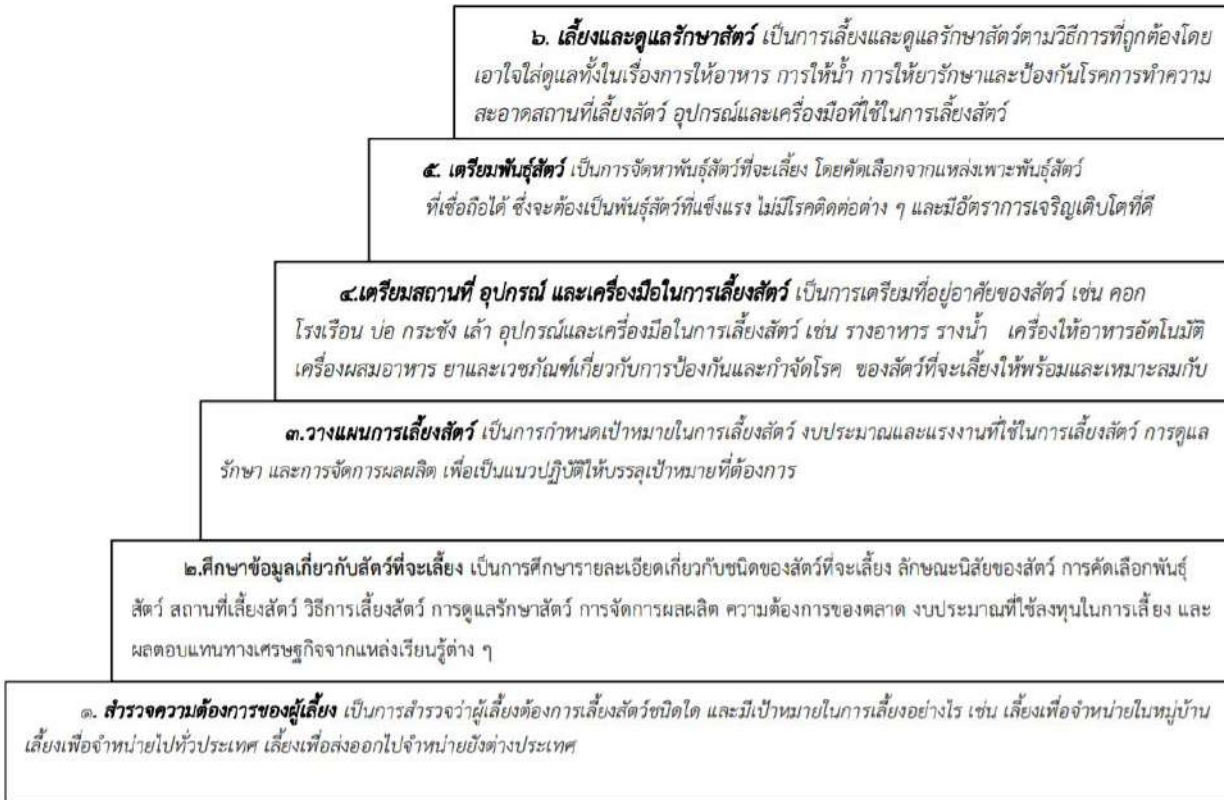 ๖. เลี้ยงและดูแลรักษาสัตว์ เป็นการเลี้ยงและดูแลรักษาสัตว์ตามวิธีการที่ถูกต้องโดย
เอาใจใส่ดูแลทั้งในเรื่องการให้อาหาร การให้น้ำ การให้ยารักษาและป้องกันโรคการทำความ
สะอาดสถานที่เลี้ยงสัตว์ อุปกรณ์และเครื่องมือที่ใช้ในการเลี้ยงสัตว์
๕. เตรียมพันธุ์สัตว์ เป็นการจัดหาพันธุ์สัตว์ที่จะเลี้ยง โดยคัดเลือกจากแหล่งเพาะพันธุ์สัตว์
ที่เชื่อถือได้ ซึ่งจะต้องเป็นพันธุ์สัตว์ที่แข็งแรง ไม่มีโรคติดต่อต่าง ๆ และมีอัตราการเจริญเติบโตที่ดี
๔.เตรียมสถานที่ อุปกรณ์ และเครื่องมือในการเลี้ยงสัตว์ เป็นการเตรียมที่อยู่อาศัยของสัตว์ เช่น คอก
โรงเรือน บ่อ กระชัง เล้า อุปกรณ์และเครื่องมือในการเลี้ยงสัตว์ เช่น รางอาหาร รางน้ำ เครื่องให้อาหารอัตโนมัติ
เครื่องผสมอาหาร ยาและเวชภัณฑ์เกี่ยวกับการป้องกันและกำจัดโรค ของสัตว์ที่จะเลี้ยงให้พร้อมและเหมาะสมกับ
๓.วางแผนการเลี้ยงสัตว์ เป็นการกำหนดเป้าหมายในการเลี้ยงสัตว์ งบประมาณและแรงงานที่ใช้ในการเลี้ยงสัตว์ การดูแล
รักษา และการจัดการผลผลิต เพื่อเป็นแนวปฏิบัติให้บรรลุเป้าหมายที่ต้องการ
๒.ศึกษาข้อมูลเกี่ยวกับสัตว์ที่จะเลี้ยง เป็นการศึกษารายละเอียดเกี่ยวกับชนิดของสัตว์ที่จะเลี้ยง ลักษณะนิสัยของสัตว์ การคัดเลือกพันธุ์
สัตว์ สถานที่เลี้ยงสัตว์ วิธีการเลี้ยงสัตว์ การดูแลรักษาสัตว์ การจัดการผลผลิต ความต้องการของตลาด งบประมาณที่ใช้ลงทุนในการเลี้ยง และ
ผลตอบแทนทางเศรษฐกิจจากแหล่งเรียนรู้ต่าง ๆ
๑. สำรวจความต้องการของผู้เลี้ยง เป็นการสำรวจว่าผู้เลี้ยงต้องการเลี้ยงสัตว์ชนิดใด และมีเป้าหมายในการเลี้ยงอย่างไร เช่น เลี้ยงเพื่อจำหน่ายในหมู่บ้าน
เลี้ยงเพื่อจำหน่ายไปทั่วประเทศ เลี้ยงเพื่อส่งออกไปจำหน่ายยังต่างประเทศ